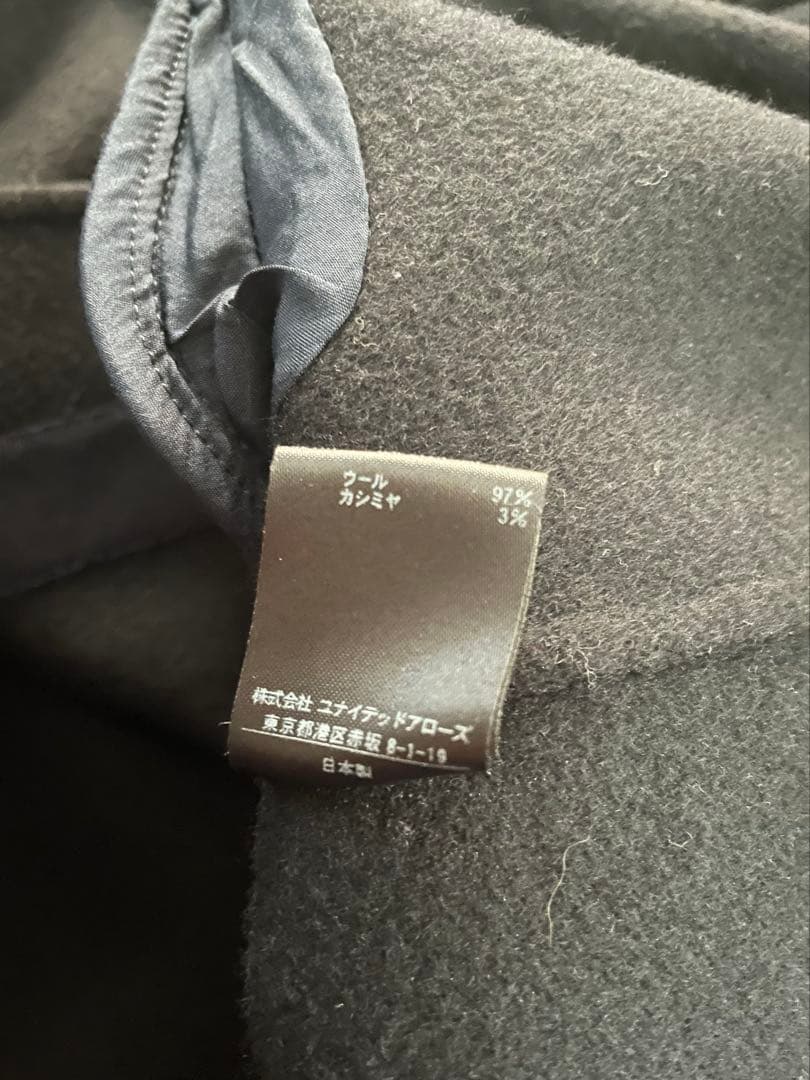 ウール 97%
カシミヤ 3%
株式会社 ユナイテッドアローズ
東京都港区赤坂 8-1-19
日本製